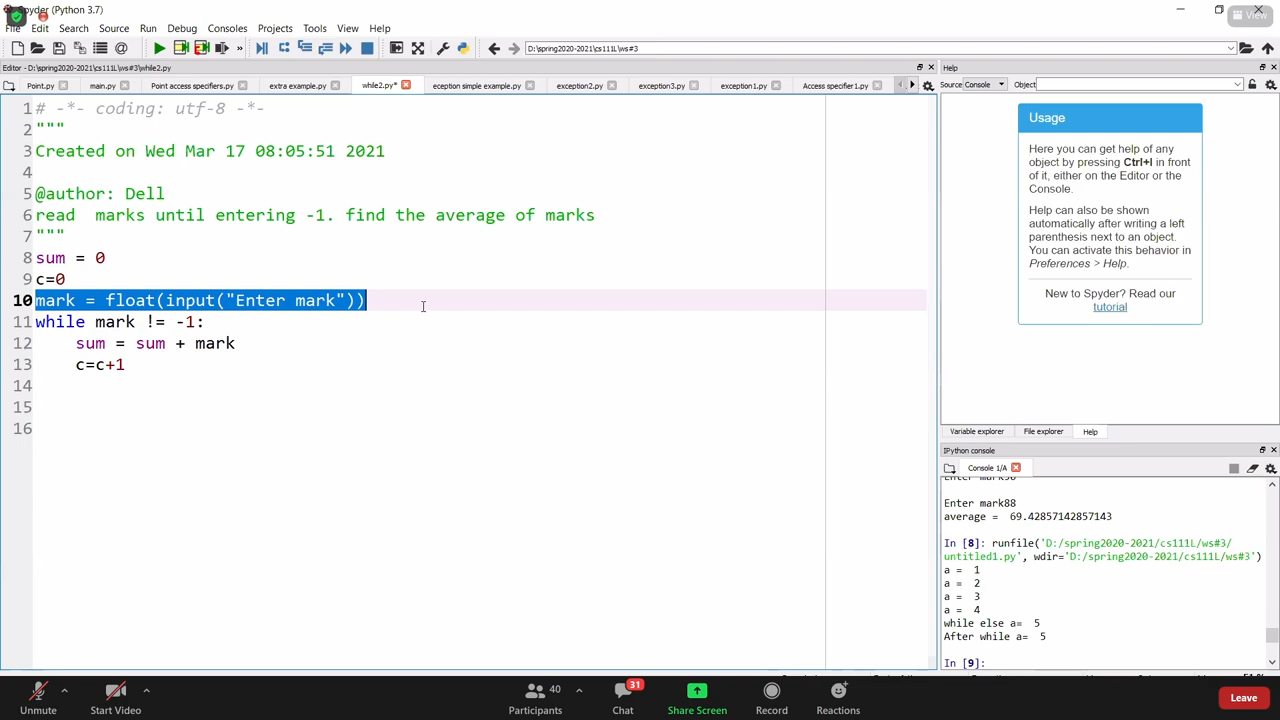 Spyder (Python 3.7)
View
File Edit Search Source Run Debug Consoles Projects Tools View Help
D:\spring2020-2021\cs111L\ws#3
Editor - D:\spring2020-2021\cs111L\ws#3\while2.py
Point.py main.py Point access specifiers.py extra example.py while2.py* eception simple example.py exception2.py exception3.py exception1.py Access specifier1.py
1 # -*- coding: utf-8 -*-
2 """
3 Created on Wed Mar 17 08:05:51 2021
4
5 @author: Dell
6 read  marks until entering -1. find the average of marks
7 """
8 sum = 0
9 c=0
10 mark = float(input("Enter mark"))
11 while mark != -1:
12     sum = sum + mark
13     c=c+1
14
15
16
Help
Source Console Object
Usage
Here you can get help of any
object by pressing Ctrl+I in front
of it, either on the Editor or the
Console.
Help can also be shown
automatically after writing a left
parenthesis next to an object.
You can activate this behavior in
Preferences > Help.
New to Spyder? Read our
tutorial
Variable explorer File explorer Help
IPython console
Console 1/A
Enter mark88
average =  69.42857142857143
In [8]: runfile('D:/spring2020-2021/cs111L/ws#3/
untitled1.py', wdir='D:/spring2020-2021/cs111L/ws#3')
a =  1
a =  2
a =  3
a =  4
while else a=  5
After while a=  5
In [9]:
Unmute Start Video 40 Participants 31 Chat Share Screen Record Reactions Leave